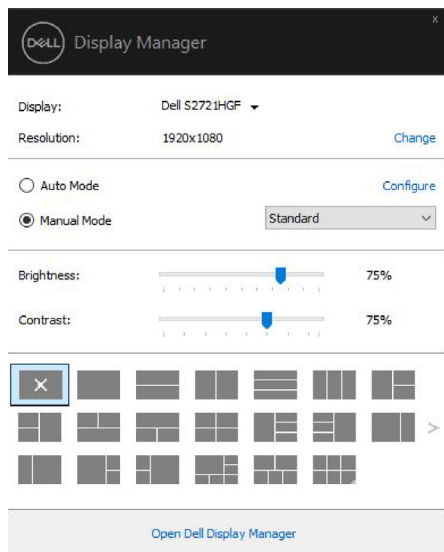 x
DELL Display Manager
Display: Dell S2721HGF
Resolution: 1920x1080 Change
Auto Mode Configure
Manual Mode Standard
Brightness: 75%
Contrast: 75%
Open Dell Display Manager